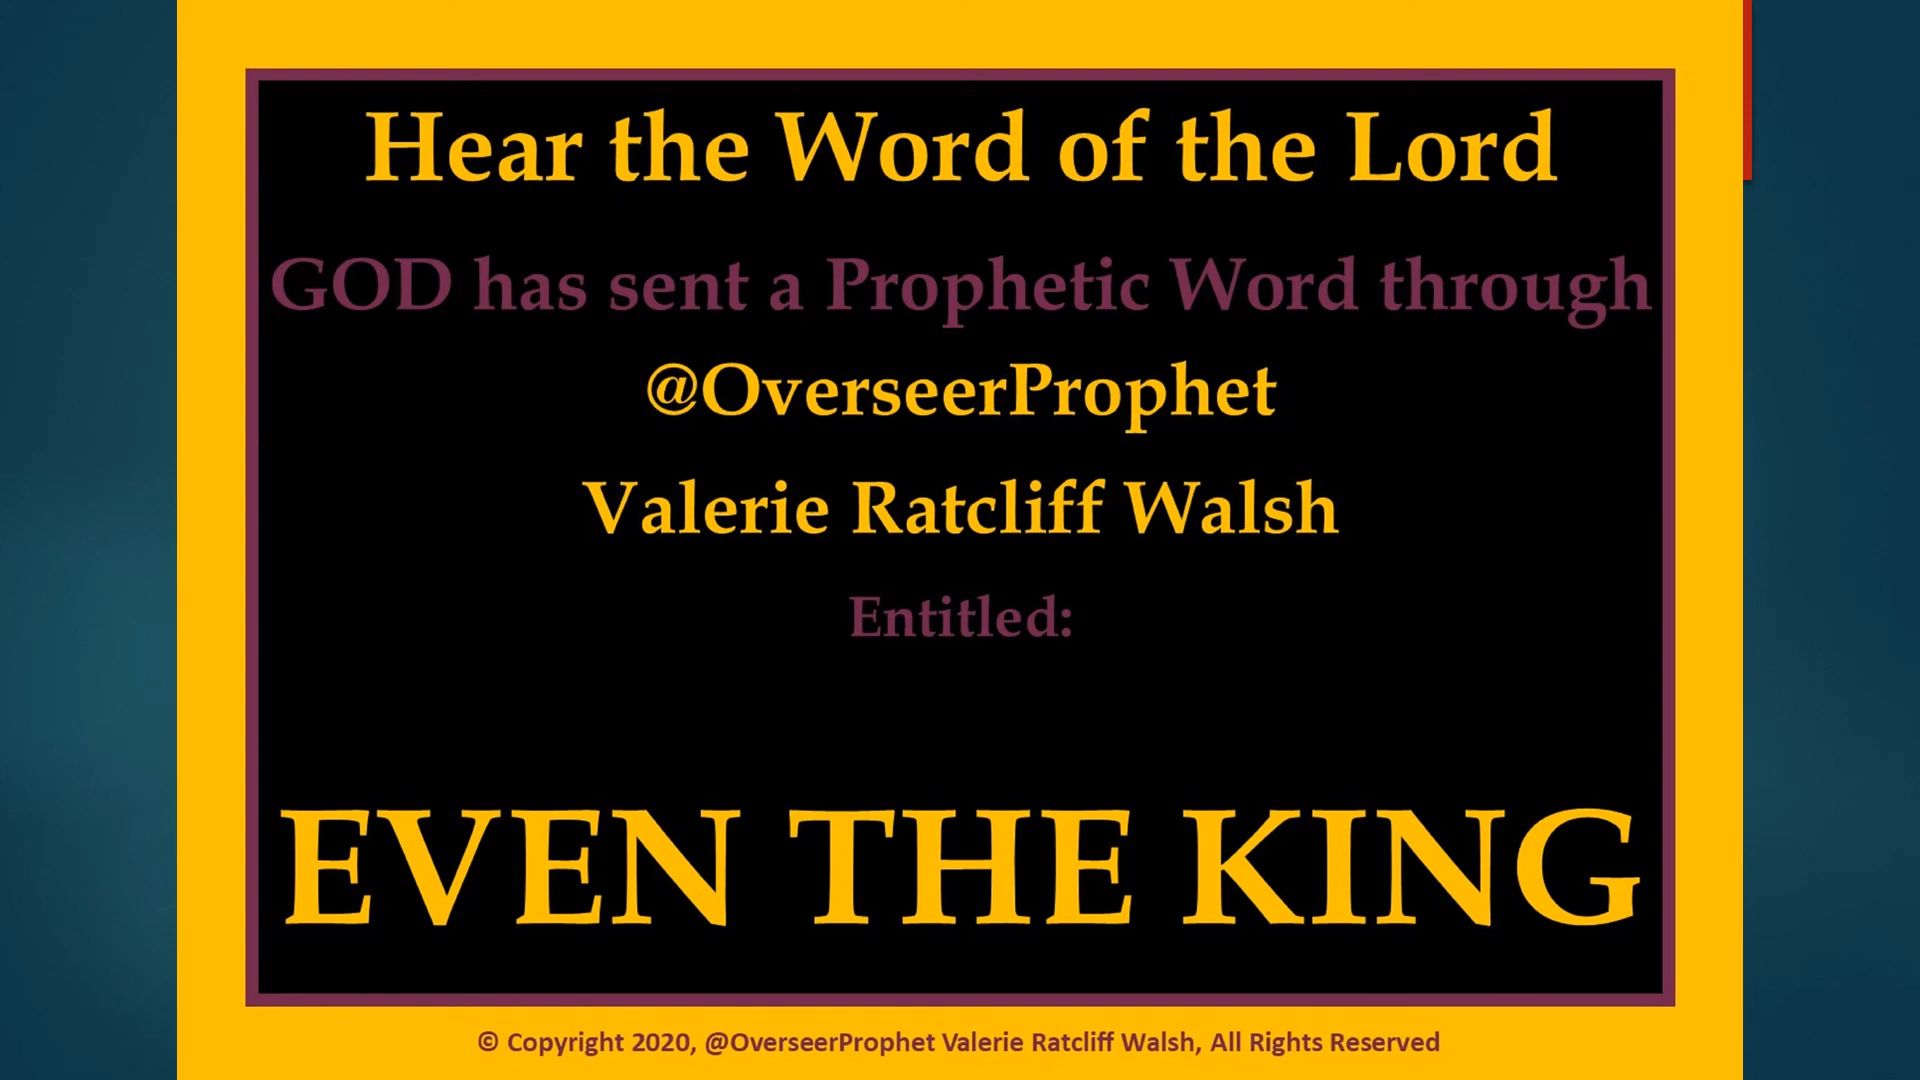 Hear the Word of the Lord
GOD has sent a Prophetic Word through
@OverseerProphet
Valerie Ratcliff Walsh
Entitled:
EVEN THE KING
© Copyright 2020, @OverseerProphet Valerie Ratcliff Walsh, All Rights Reserved